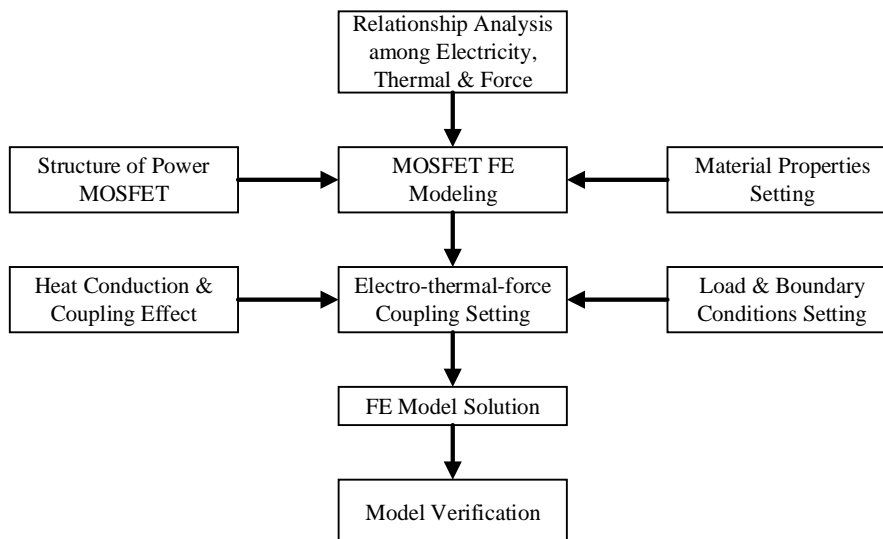 Relationship Analysis
among Electricity,
Thermal & Force
Structure of Power
MOSFET
MOSFET FE
Modeling
Material Properties
Setting
Heat Conduction &
Coupling Effect
Electro-thermal-force
Coupling Setting
Load & Boundary
Conditions Setting
FE Model Solution
Model Verification